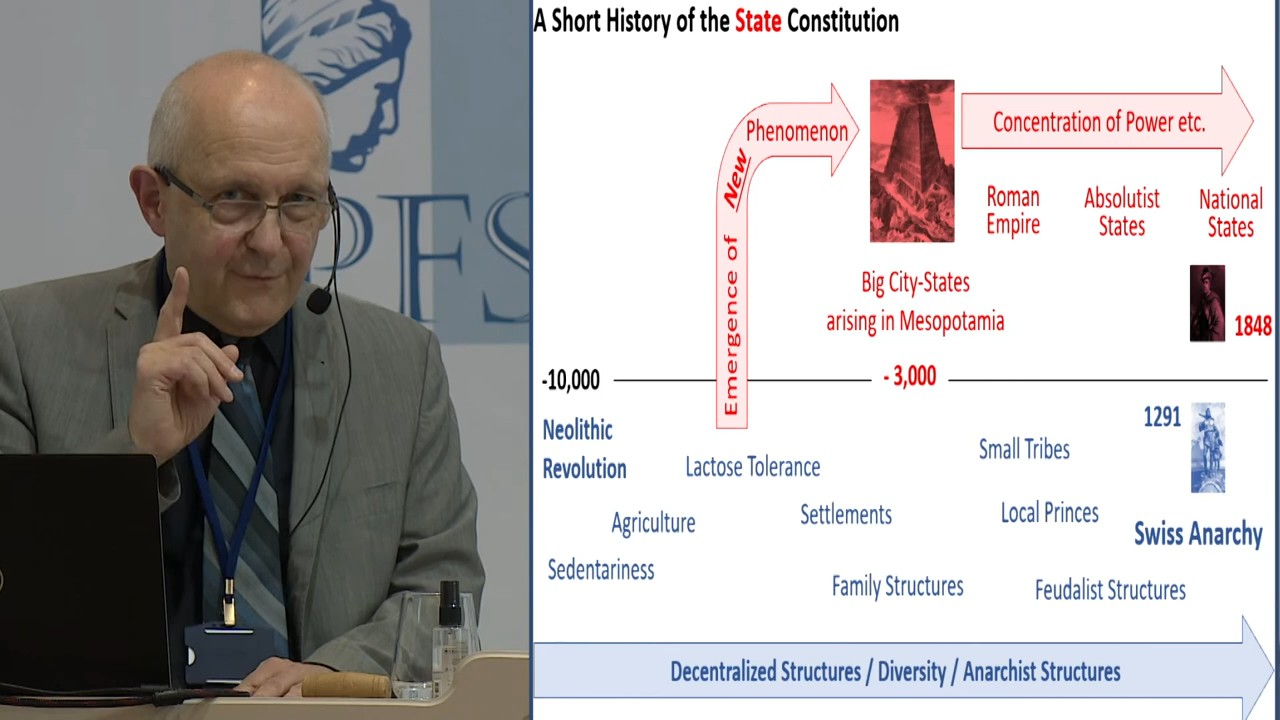 PFS
A Short History of the State Constitution
Emergence of New Phenomenon
Concentration of Power etc.
Roman
Empire
Absolutist
States
National
States
Big City-States
arising in Mesopotamia
1848
-10,000
- 3,000
Neolithic
Revolution
1291
Lactose Tolerance
Small Tribes
Agriculture
Settlements
Local Princes
Swiss Anarchy
Sedentariness
Family Structures
Feudalist Structures
Decentralized Structures / Diversity / Anarchist Structures